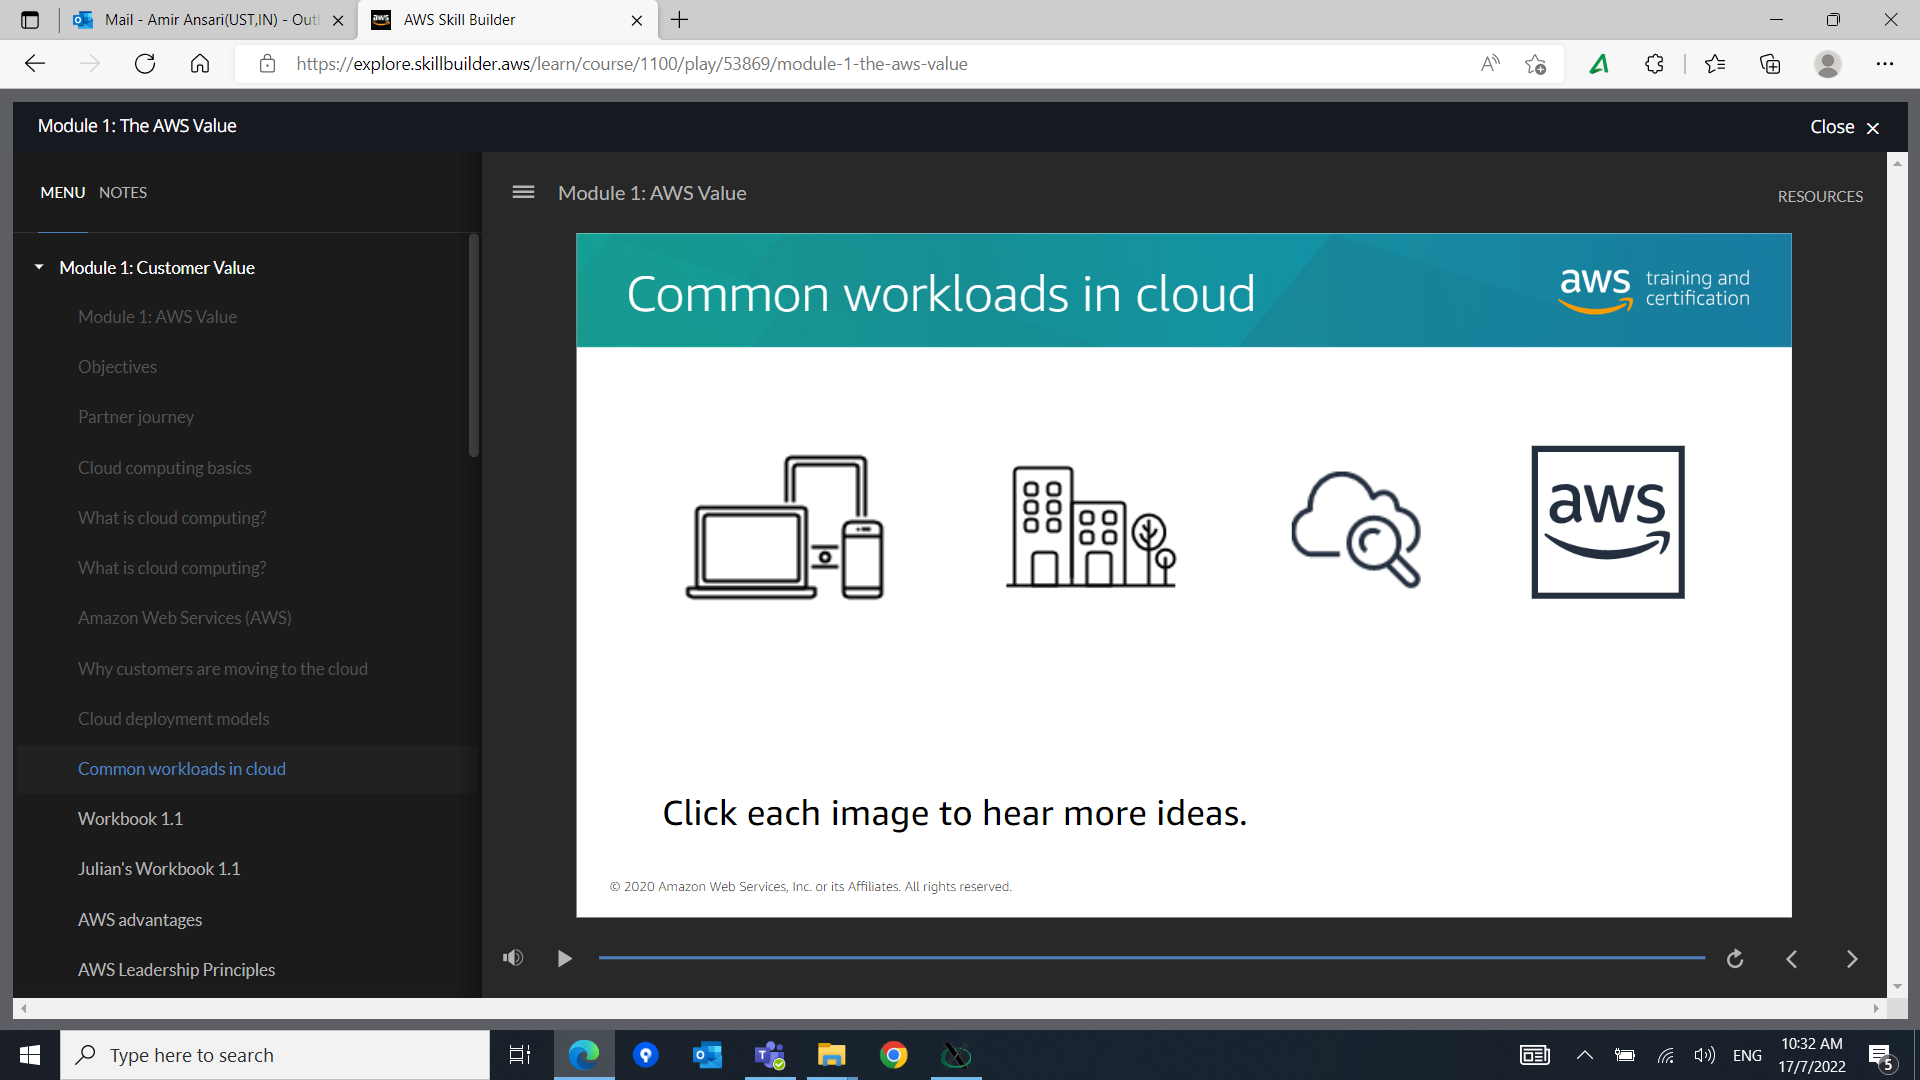 Mail - Amir Ansari(UST,IN) - Outl
AWS Skill Builder
https://explore.skillbuilder.aws/learn/course/1100/play/53869/module-1-the-aws-value
Module 1: The AWS Value
Close
MENU
NOTES
Module 1: AWS Value
RESOURCES
Module 1: Customer Value
Module 1: AWS Value
Objectives
Partner journey
Cloud computing basics
What is cloud computing?
What is cloud computing?
Amazon Web Services (AWS)
Why customers are moving to the cloud
Cloud deployment models
Common workloads in cloud
Workbook 1.1
Julian's Workbook 1.1
AWS advantages
AWS Leadership Principles
Common workloads in cloud
aws training and
certification
aws
Click each image to hear more ideas.
© 2020 Amazon Web Services, Inc. or its Affiliates. All rights reserved.
Type here to search
ENG
10:32 AM
17/7/2022
5